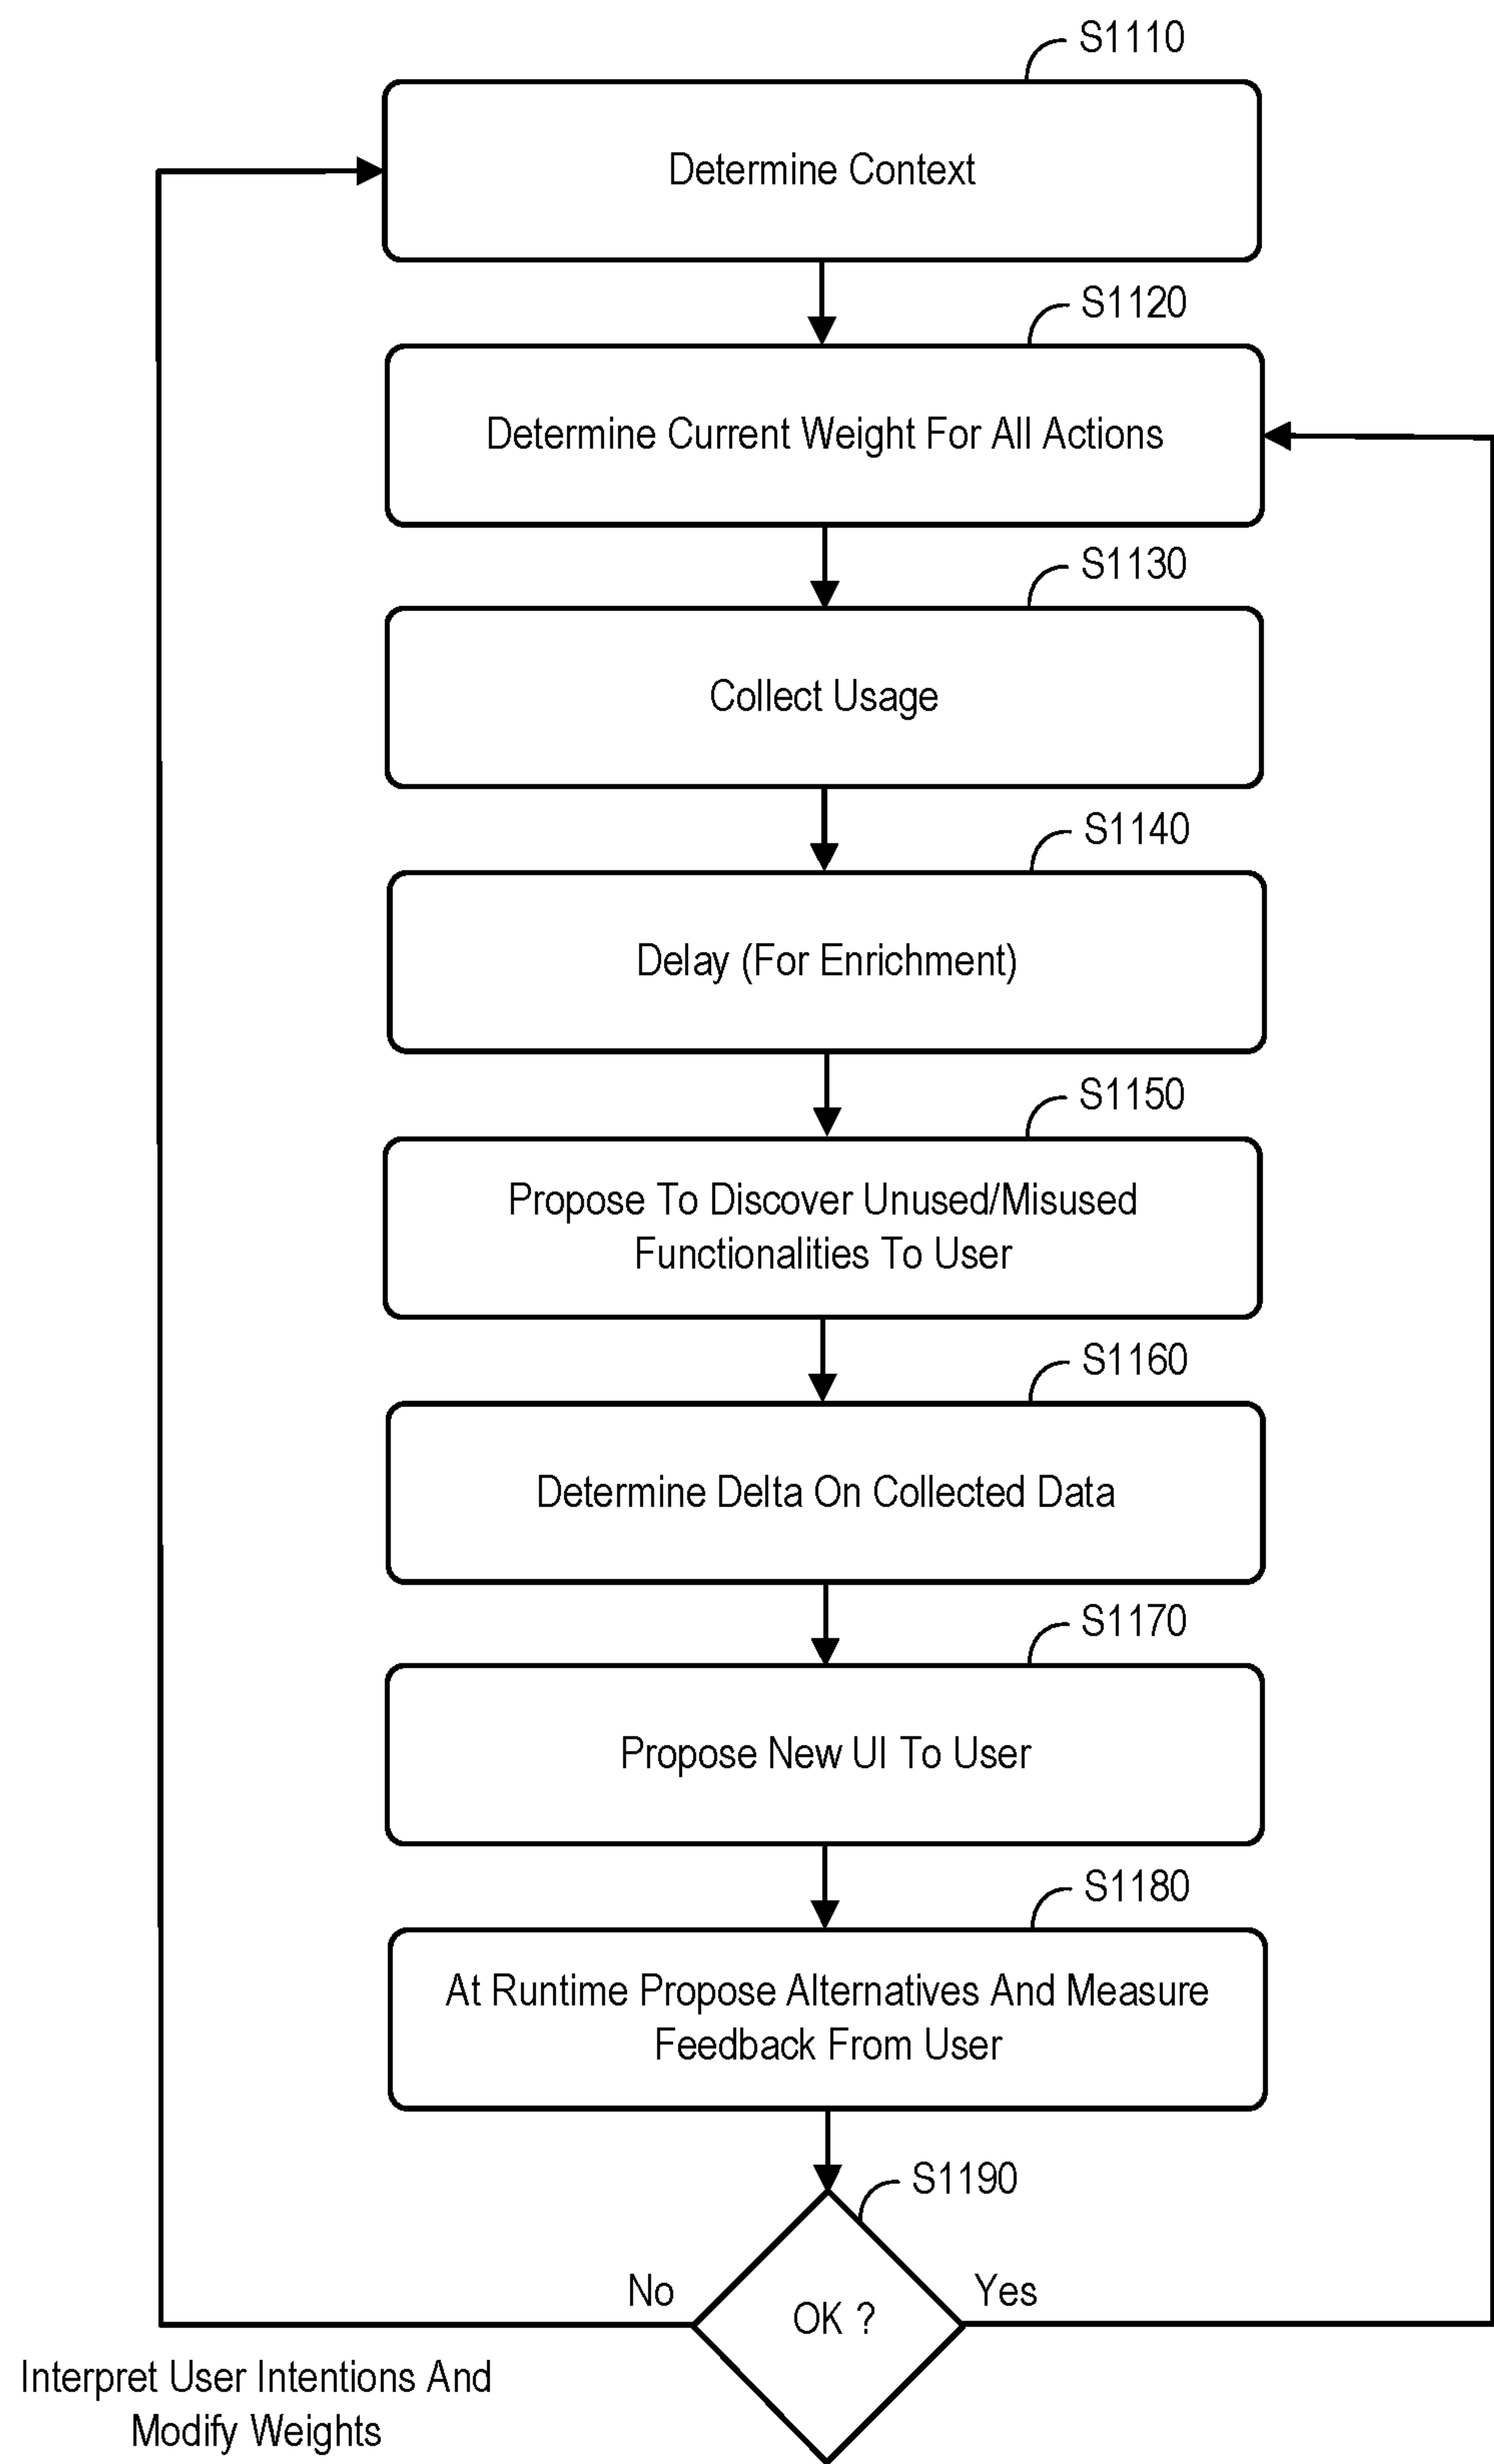 S1110
Determine Context
S1120
Determine Current Weight For All Actions
S1130
Collect Usage
S1140
Delay (For Enrichment)
S1150
Propose To Discover Unused/Misused
Functionalities To User
S1160
Determine Delta On Collected Data
S1170
Propose New UI To User
S1180
At Runtime Propose Alternatives And Measure
Feedback From User
S1190
No
OK ?
Yes
Interpret User Intentions And
Modify Weights